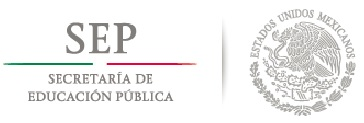 SEP
SECRETARÍA DE
EDUCACIÓN PÚBLICA
ESTADOS UNIDOS MEXICANOS